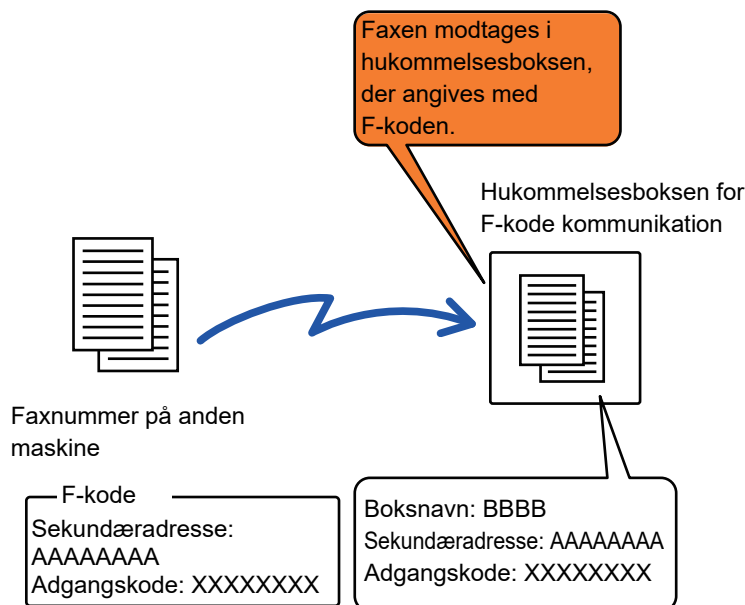 Faxen modtages i
hukommelsesboksen,
der angives med
F-koden.
Hukommelsesboksen for
F-kode kommunikation
Faxnummer på anden
maskine
F-kode
Sekundæradresse:
AAAAAAAA
Adgangskode: XXXXXXXX
Boksnavn: BBBB
Sekundæradresse: AAAAAAAA
Adgangskode: XXXXXXXX